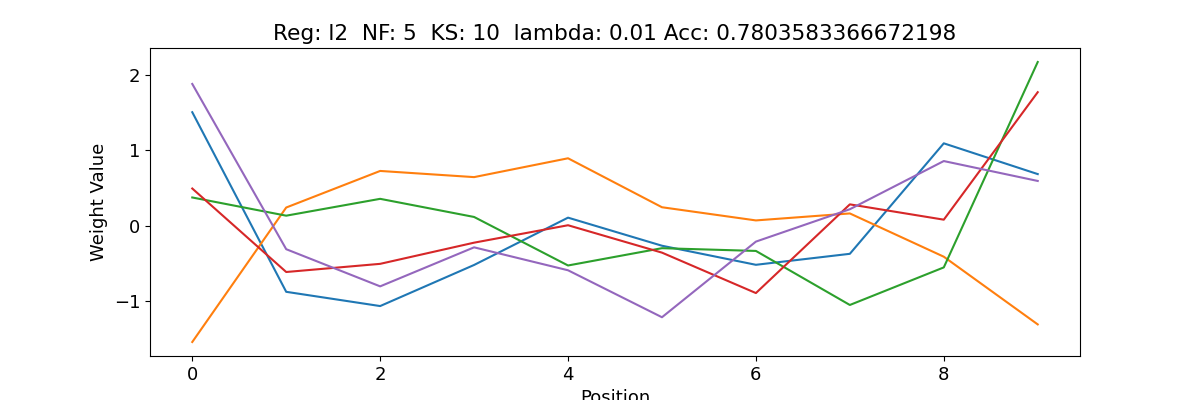 Reg: l2  NF: 5  KS: 10  lambda: 0.01 Acc: 0.7803583366672198
Weight Value
2
1
0
−1
0 2 4 6 8
Position